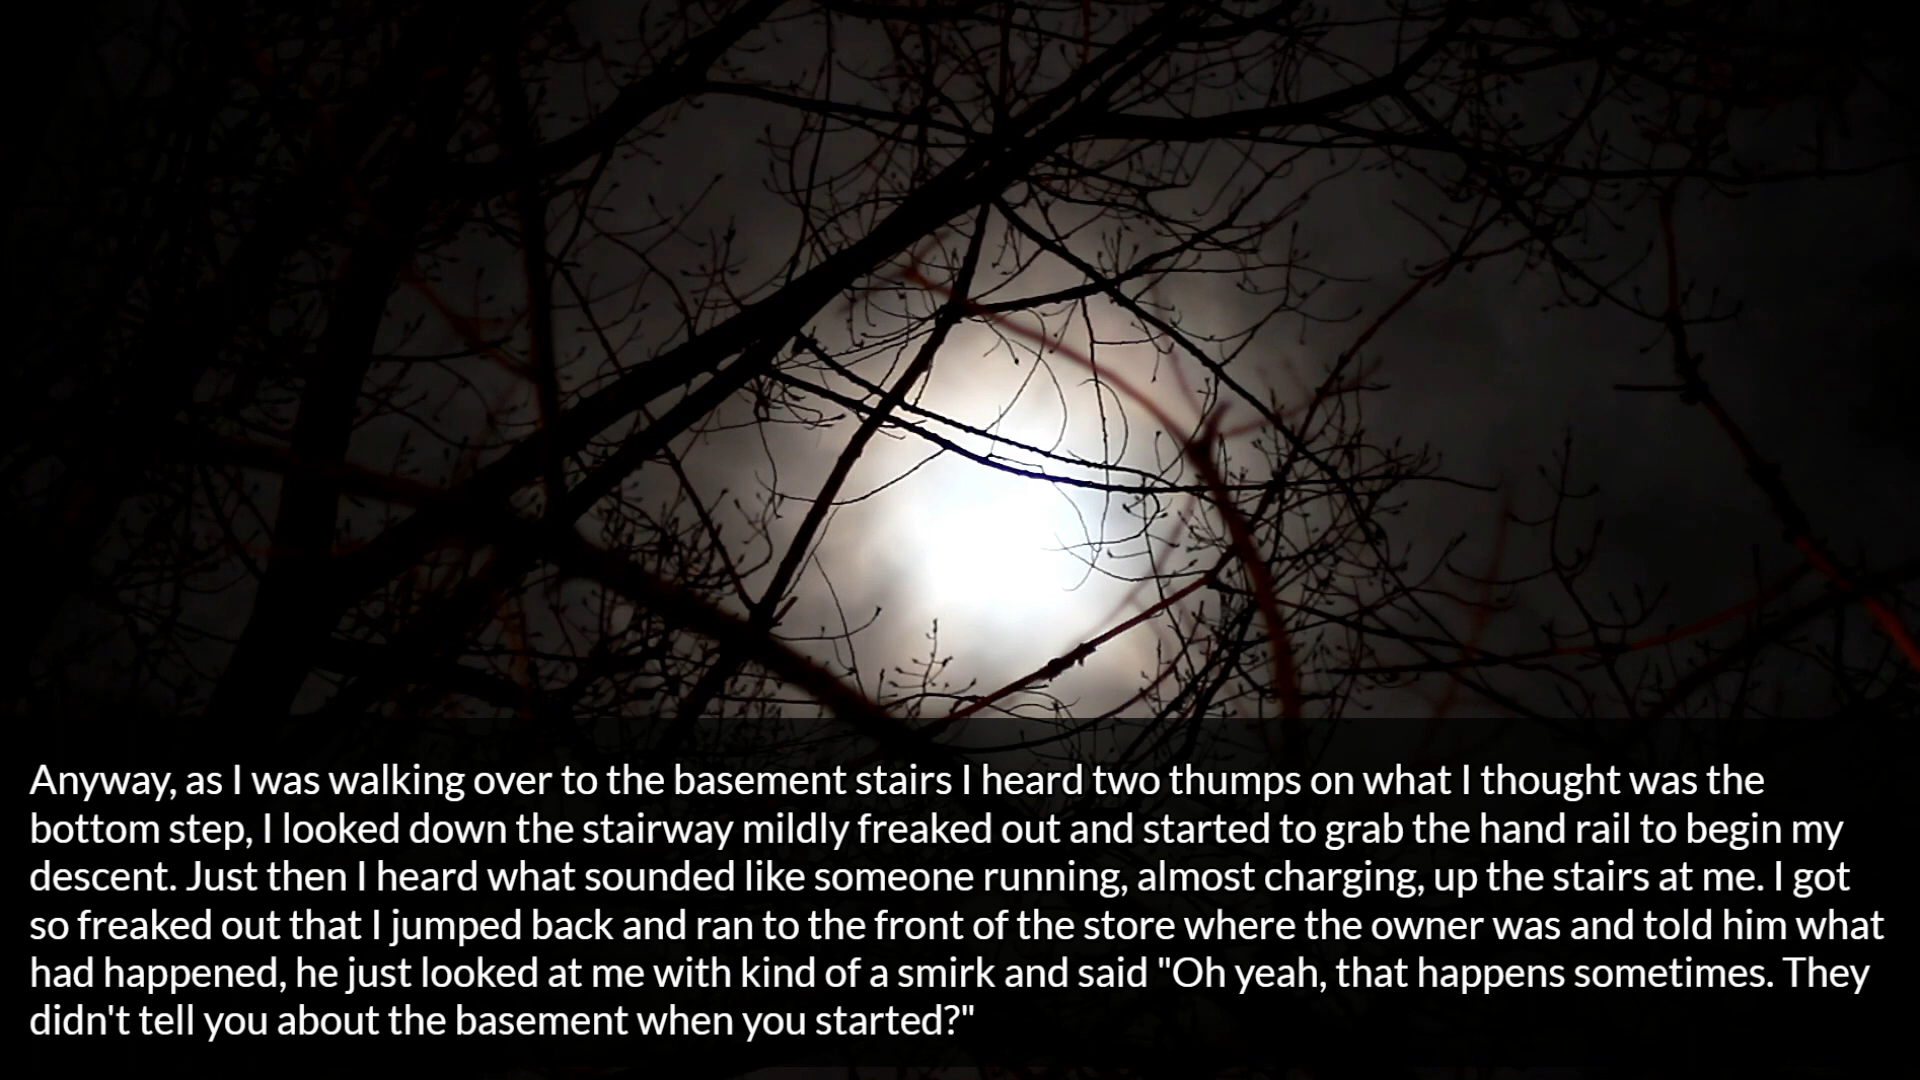 Anyway, as I was walking over to the basement stairs I heard two thumps on what I thought was the
bottom step, I looked down the stairway mildly freaked out and started to grab the hand rail to begin my
descent. Just then I heard what sounded like someone running, almost charging, up the stairs at me. I got
so freaked out that I jumped back and ran to the front of the store where the owner was and told him what
had happened, he just looked at me with kind of a smirk and said "Oh yeah, that happens sometimes. They
didn't tell you about the basement when you started?"